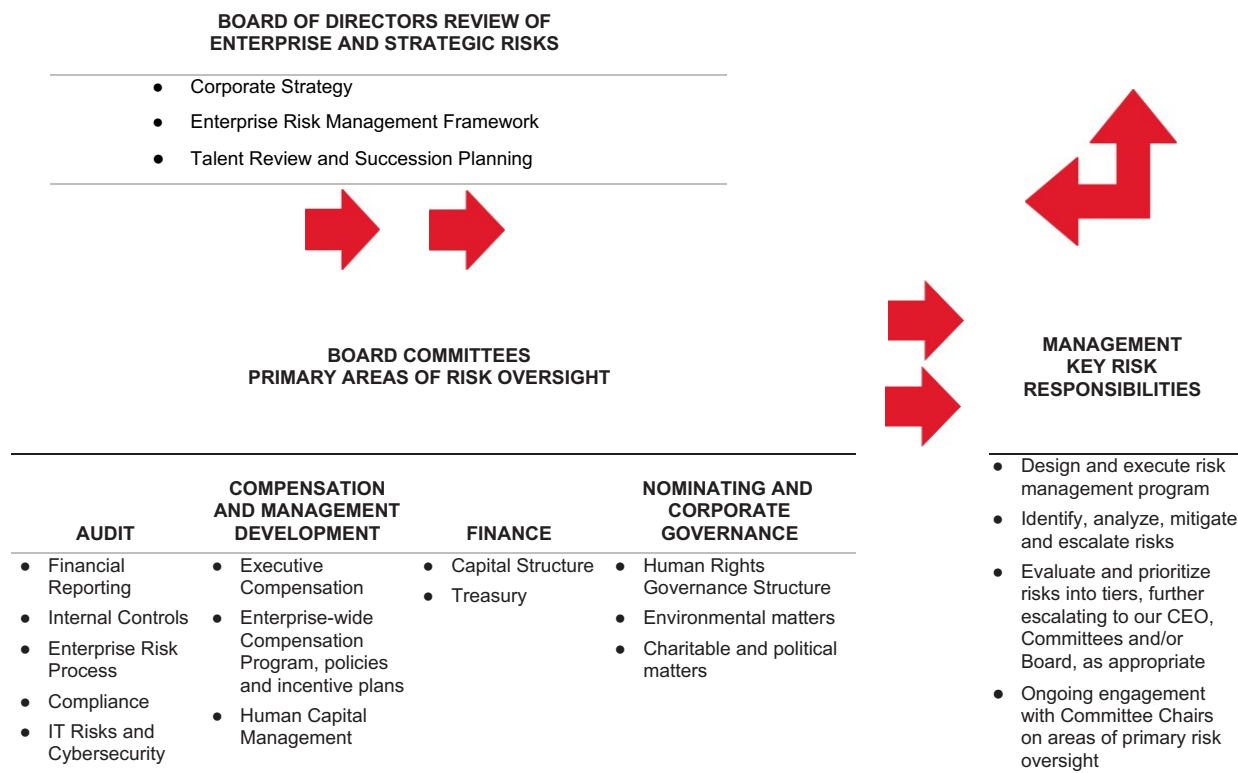 BOARD OF DIRECTORS REVIEW OF
ENTERPRISE AND STRATEGIC RISKS
● Corporate Strategy
● Enterprise Risk Management Framework
● Talent Review and Succession Planning
BOARD COMMITTEES
PRIMARY AREAS OF RISK OVERSIGHT
AUDIT
● Financial
Reporting
● Internal Controls
● Enterprise Risk
Process
● Compliance
● IT Risks and
Cybersecurity
COMPENSATION
AND MANAGEMENT
DEVELOPMENT
● Executive
Compensation
● Enterprise-wide
Compensation
Program, policies
and incentive plans
● Human Capital
Management
FINANCE
● Capital Structure
● Treasury
NOMINATING AND
CORPORATE
GOVERNANCE
● Human Rights
Governance Structure
● Environmental matters
● Charitable and political
matters
MANAGEMENT
KEY RISK
RESPONSIBILITIES
● Design and execute risk
management program
● Identify, analyze, mitigate
and escalate risks
● Evaluate and prioritize
risks into tiers, further
escalating to our CEO,
Committees and/or
Board, as appropriate
● Ongoing engagement
with Committee Chairs
on areas of primary risk
oversight